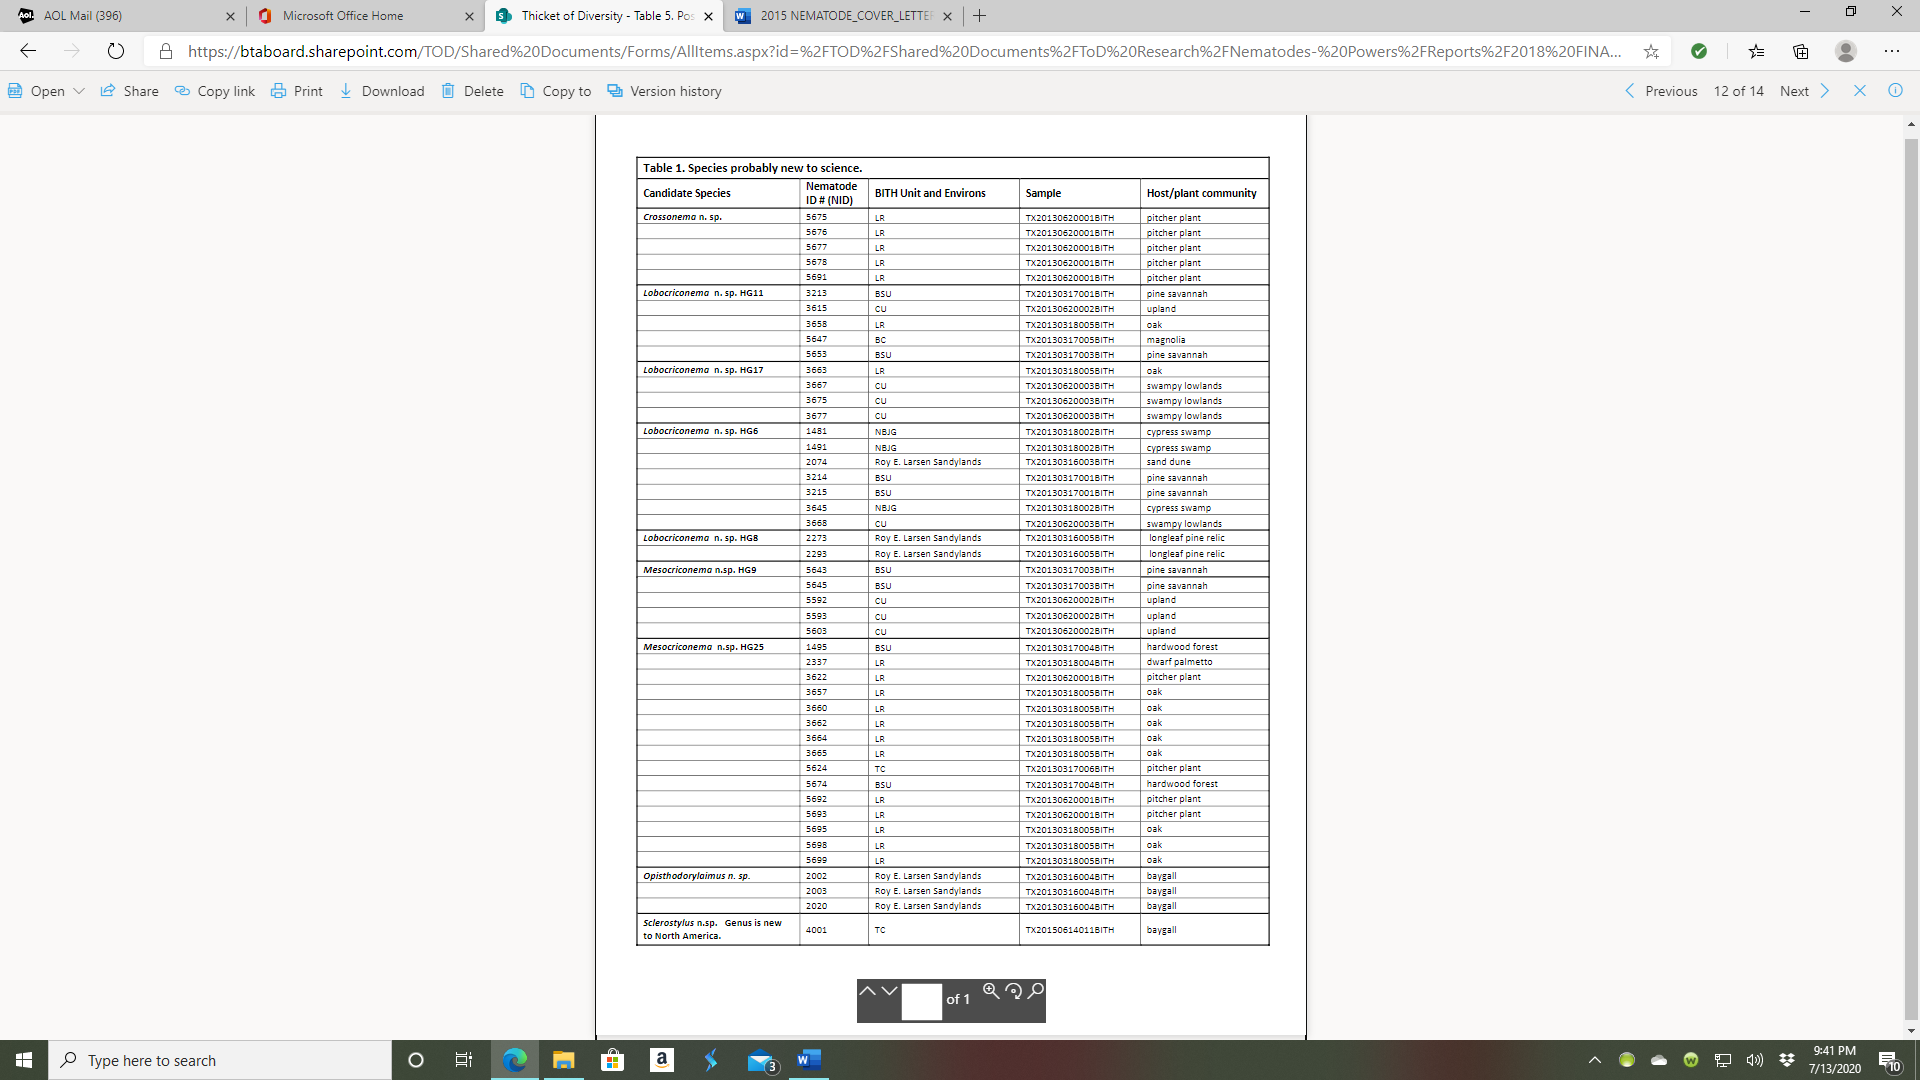 AOL Mail (396)
Microsoft Office Home
Thicket of Diversity - Table 5. Pos
2015 NEMATODE_COVER_LETTE
https://btaboard.sharepoint.com/TOD/Shared%20Documents/Forms/AllItems.aspx?id=%2FTOD%2FShared%20Documents%2FToD%20Research%2FNematodes-%20Powers%2FReports%2F2018%20FINA...
Open Share Copy link Print Download Delete Copy to Version history Previous 12 of 14 Next
Table 1. Species probably new to science.
Candidate Species Nematode ID # (NID) BITH Unit and Environs Sample Host/plant community
Crossonema n. sp. 5675 LR TX20130620001BITH pitcher plant
5676 LR TX20130620001BITH pitcher plant
5677 LR TX20130620001BITH pitcher plant
5678 LR TX20130620001BITH pitcher plant
5691 LR TX20130620001BITH pitcher plant
Lobocriconema n. sp. HG11 3213 BSU TX20130317001BITH pine savannah
3615 CU TX20130620002BITH upland
3658 LR TX20130318005BITH oak
5647 BC TX20130317005BITH magnolia
5653 BSU TX20130317003BITH pine savannah
Lobocriconema n. sp. HG17 3663 LR TX20130318005BITH oak
3667 CU TX20130620003BITH swampy lowlands
3675 CU TX20130620003BITH swampy lowlands
3677 CU TX20130620003BITH swampy lowlands
Lobocriconema n. sp. HG6 1481 NBJG TX20130318002BITH cypress swamp
1491 NBJG TX20130318002BITH cypress swamp
2074 Roy E. Larsen Sandylands TX20130316003BITH sand dune
3214 BSU TX20130317001BITH pine savannah
3215 BSU TX20130317001BITH pine savannah
3645 NBJG TX20130318002BITH cypress swamp
3668 CU TX20130620003BITH swampy lowlands
Lobocriconema n. sp. HG8 2273 Roy E. Larsen Sandylands TX20130316005BITH longleaf pine relic
2293 Roy E. Larsen Sandylands TX20130316005BITH longleaf pine relic
Mesocriconema n.sp. HG9 5643 BSU TX20130317003BITH pine savannah
5645 BSU TX20130317003BITH pine savannah
5592 CU TX20130620002BITH upland
5593 CU TX20130620002BITH upland
5603 CU TX20130620002BITH upland
Mesocriconema n.sp. HG25 1495 BSU TX20130317004BITH hardwood forest
2337 LR TX20130318004BITH dwarf palmetto
3622 LR TX20130620001BITH pitcher plant
3657 LR TX20130318005BITH oak
3660 LR TX20130318005BITH oak
3662 LR TX20130318005BITH oak
3664 LR TX20130318005BITH oak
3665 LR TX20130318005BITH oak
5624 TC TX20130317006BITH pitcher plant
5674 BSU TX20130317004BITH hardwood forest
5692 LR TX20130620001BITH pitcher plant
5693 LR TX20130620001BITH pitcher plant
5695 LR TX20130318005BITH oak
5698 LR TX20130318005BITH oak
5699 LR TX20130318005BITH oak
Opisthodorylaimus n. sp. 2002 Roy E. Larsen Sandylands TX20130316004BITH baygall
2003 Roy E. Larsen Sandylands TX20130316004BITH baygall
2020 Roy E. Larsen Sandylands TX20130316004BITH baygall
Sclerostylus n.sp. Genus is new to North America. 4001 TC TX20150614011BITH baygall
of 1
Type here to search
3
9:41 PM
7/13/2020
10